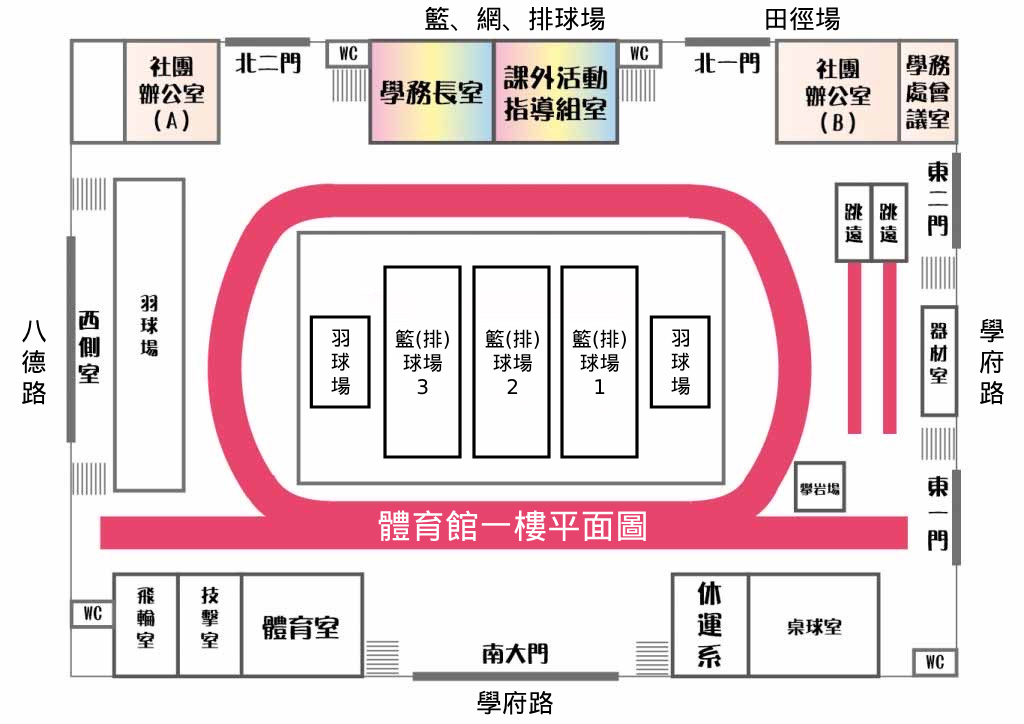 籃、網、排球場
田徑場
社團
辦公室
(A)
北二門
WC
學務長室
課外活動
指導組室
WC
北一門
社團
辦公室
(B)
學務
處會
議室
東二門
跳遠
跳遠
羽球場
西側室
八德路
羽球場
籃(排)
球場
3
籃(排)
球場
2
籃(排)
球場
1
羽球場
器材室
學府路
攀岩場
東一門
體育館一樓平面圖
WC
飛輪室
技擊室
體育室
南大門
休運系
桌球室
WC
學府路